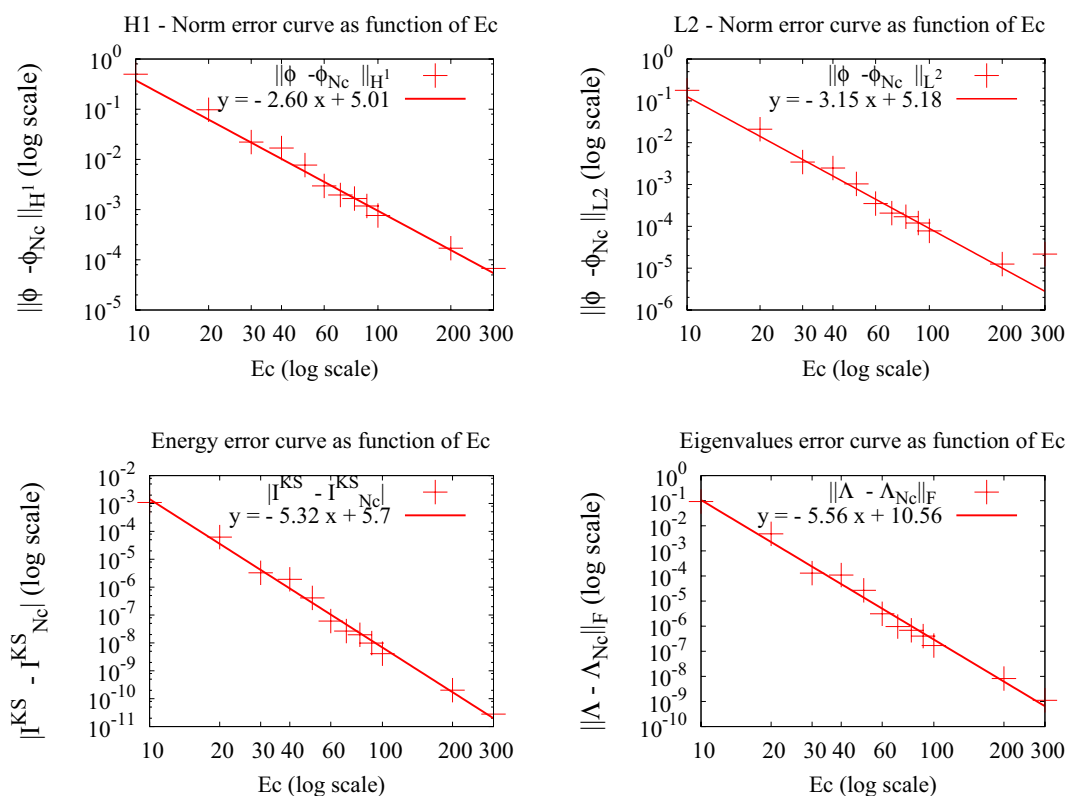 H1 - Norm error curve as function of Ec
||ϕ -ϕNc ||H1
y = - 2.60 x + 5.01
||ϕ -ϕNc ||H1 (log scale)
10^0
10^-1
10^-2
10^-3
10^-4
10^-5
10 20 30 40 60 100 200 300
Ec (log scale)
L2 - Norm error curve as function of Ec
||ϕ -ϕNc ||L2
y = - 3.15 x + 5.18
||ϕ -ϕNc ||L2 (log scale)
10^0
10^-1
10^-2
10^-3
10^-4
10^-5
10^-6
10 20 30 40 60 100 200 300
Ec (log scale)
Energy error curve as function of Ec
|I^KS - I^KS_Nc|
y = - 5.32 x + 5.7
|I^KS - I^KS_Nc| (log scale)
10^-2
10^-3
10^-4
10^-5
10^-6
10^-7
10^-8
10^-9
10^-10
10^-11
10 20 30 40 60 100 200 300
Ec (log scale)
Eigenvalues error curve as function of Ec
||Λ - ΛNc||F
y = - 5.56 x + 10.56
||Λ - ΛNc||F (log scale)
10^0
10^-1
10^-2
10^-3
10^-4
10^-5
10^-6
10^-7
10^-8
10^-9
10^-10
10 20 30 40 60 100 200 300
Ec (log scale)